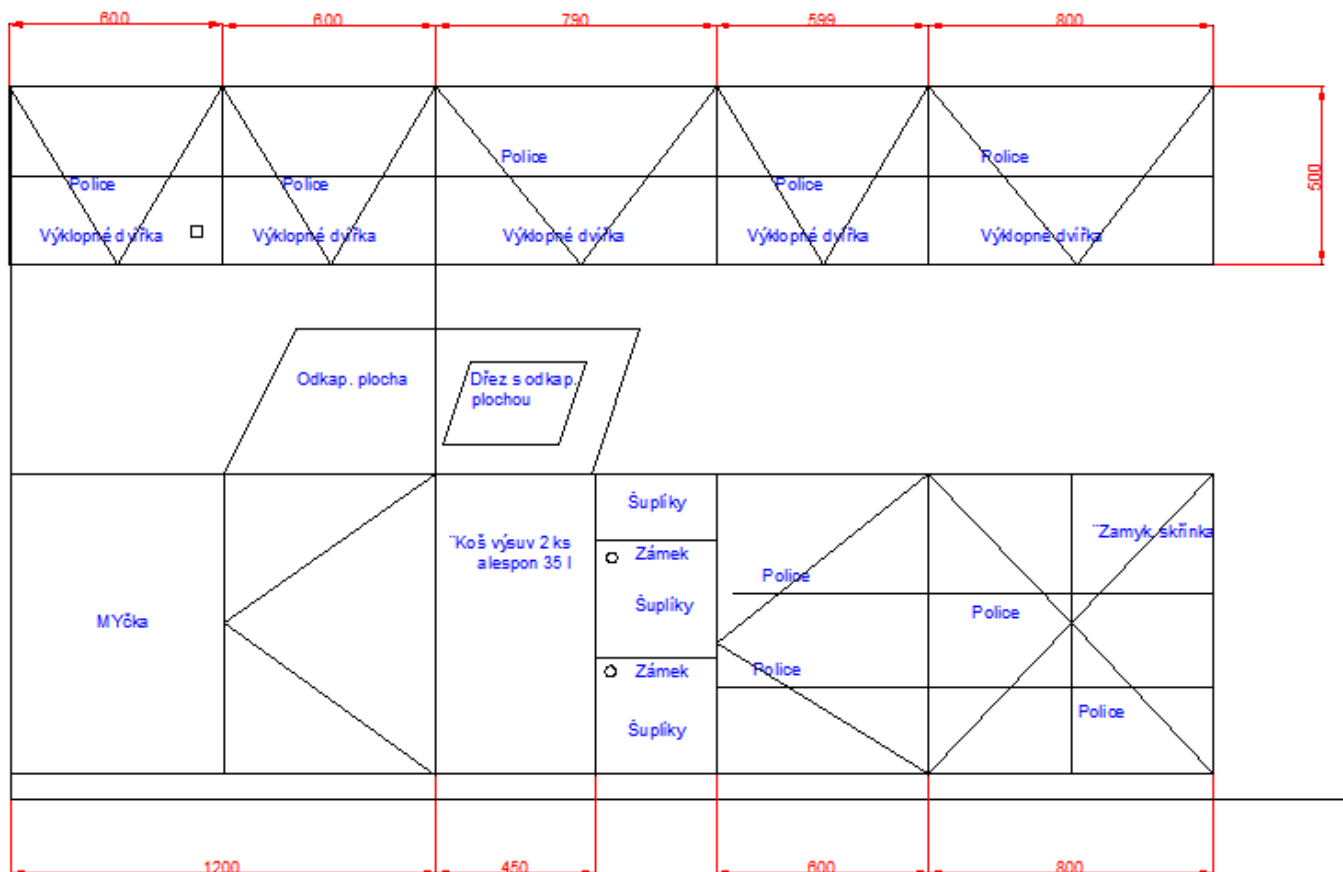 600 600 790 599 800
Police Police
Police Police Police
500
Výklopné dvířka Výklopné dvířka Výklopné dvířka Výklopné dvířka Výklopné dvířka
Odkap. plocha
Dřez s odkap.
plochou
Šuplíky
¨Koš výsuv 2 ks
alespon 35 l
¨Zamyk. skřínka
Zámek
Police
Šuplíky
Police
MYčka
Zámek
Police
Police
Šuplíky
1200 450 600 800